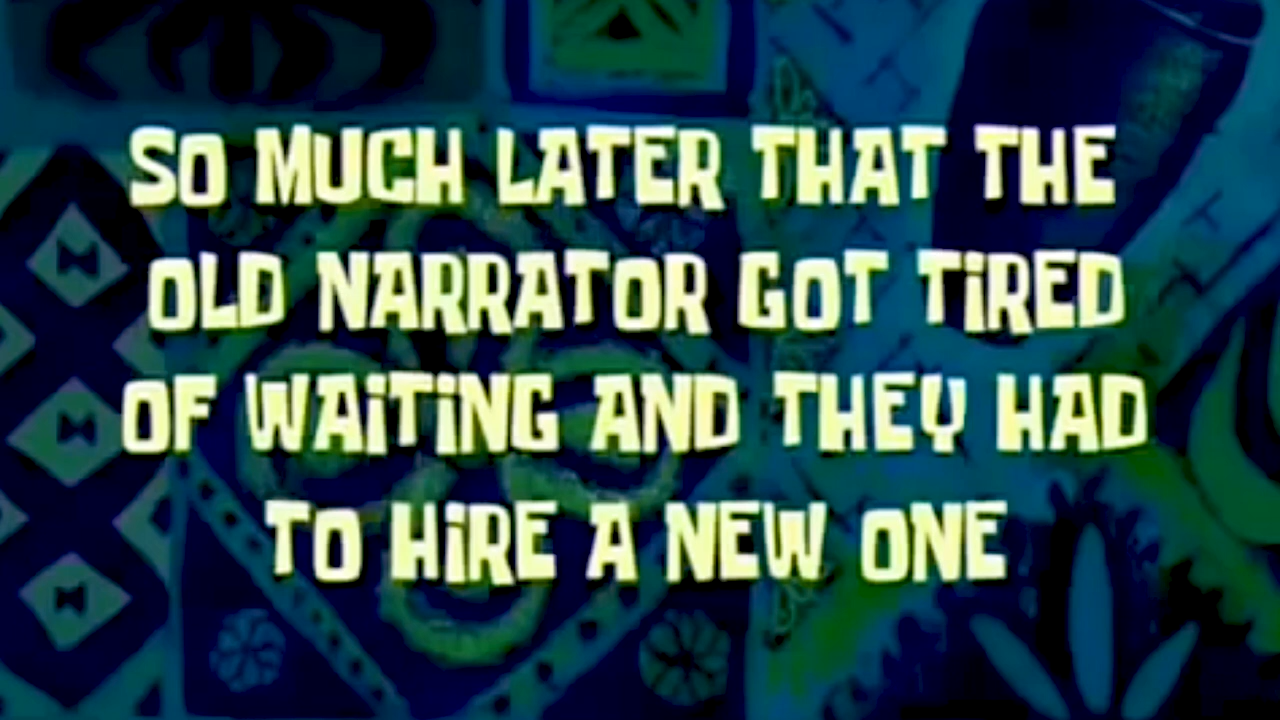 SO MUCH LATER THAT THE
OLD NARRATOR GOT TiRED
OF WAiTiNG AND THEY HAD
TO HiRE A NEW ONE